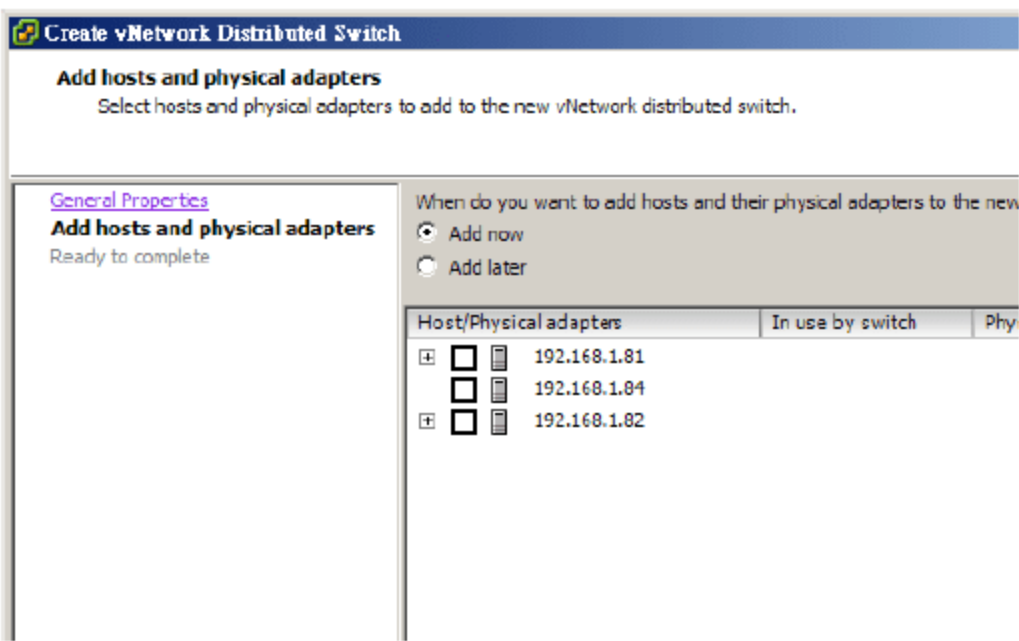 Create vNetwork Distributed Switch
Add hosts and physical adapters
Select hosts and physical adapters to add to the new vNetwork distributed switch.
General Properties
Add hosts and physical adapters
Ready to complete
When do you want to add hosts and their physical adapters to the new
Add now
Add later
Host/Physical adapters In use by switch Phy
192.168.1.81
192.168.1.84
192.168.1.82